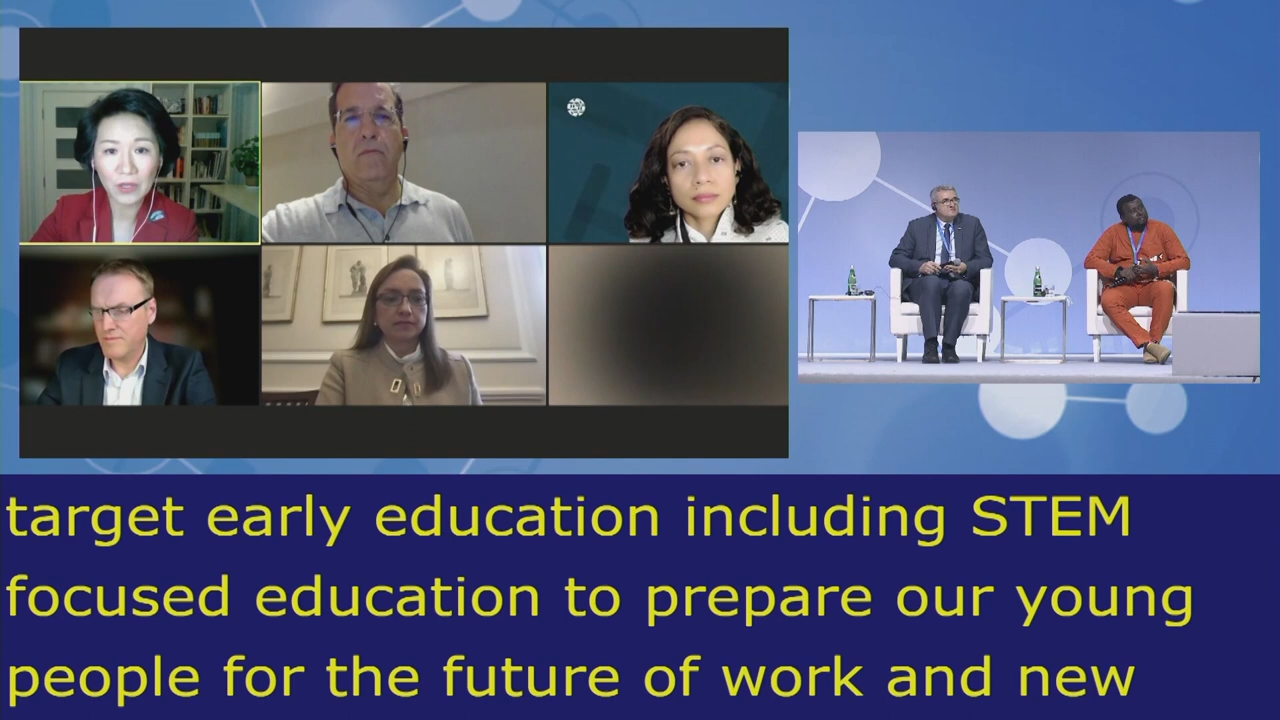 target early education including STEM
focused education to prepare our young
people for the future of work and new